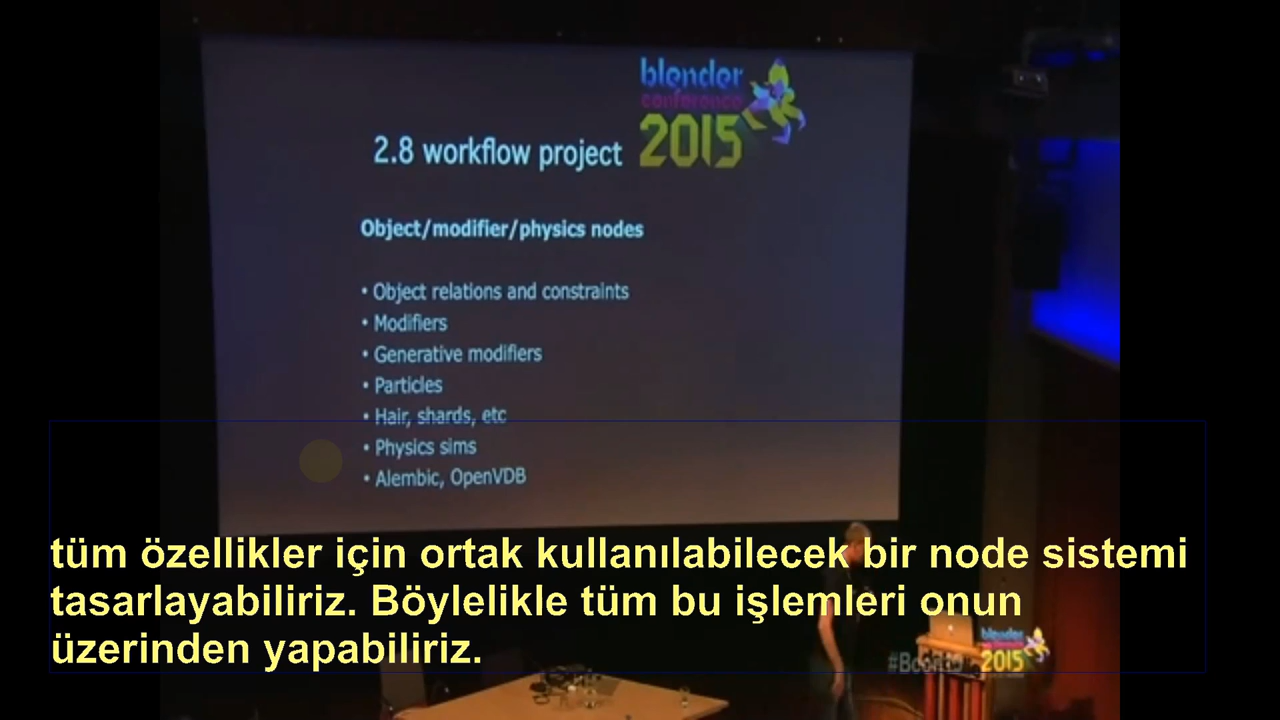 blender
conference
2015
2.8 workflow project
Object/modifier/physics nodes
• Object relations and constraints
• Modifiers
• Generative modifiers
• Particles
• Hair, shards, etc
• Physics sims
• Alembic, OpenVDB
tüm özellikler için ortak kullanılabilecek bir node sistemi
tasarlayabiliriz. Böylelikle tüm bu işlemleri onun
üzerinden yapabiliriz.
blender
2015